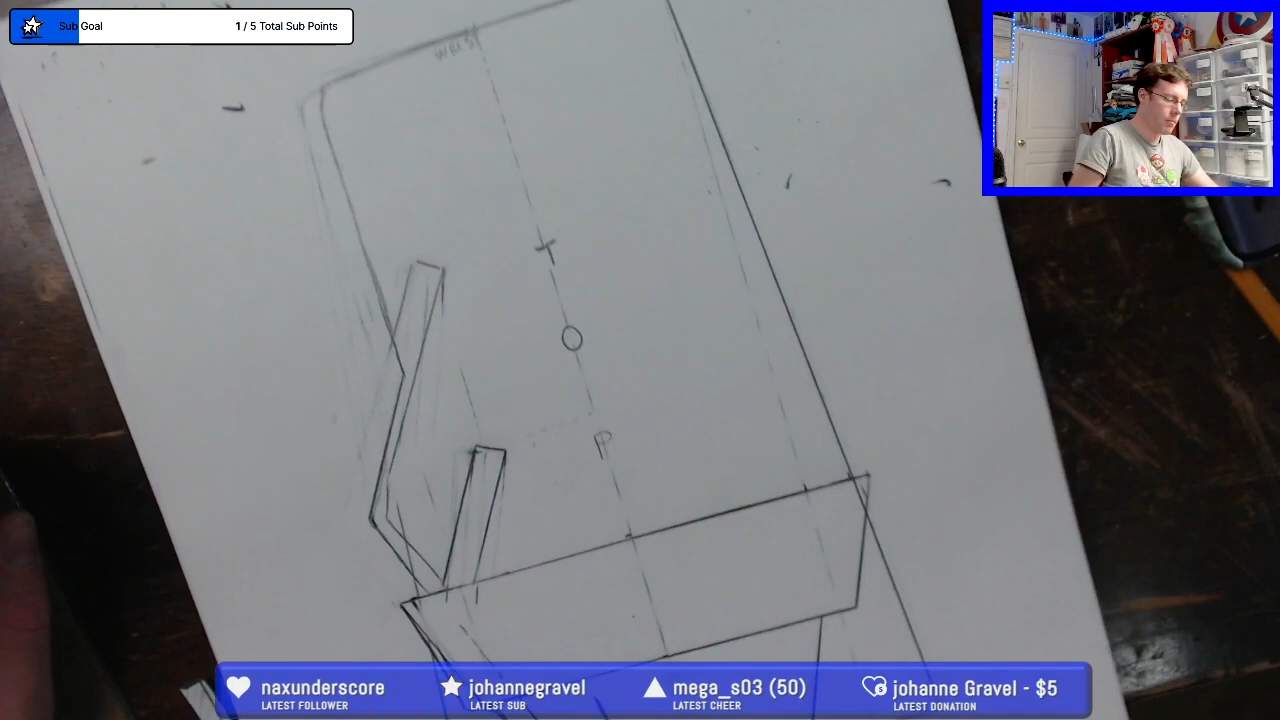 Sub Goal
1 / 5 Total Sub Points
T
O
P
naxunderscore
LATEST FOLLOWER
johannegravel
LATEST SUB
mega_s03 (50)
LATEST CHEER
johanne Gravel - $5
LATEST DONATION